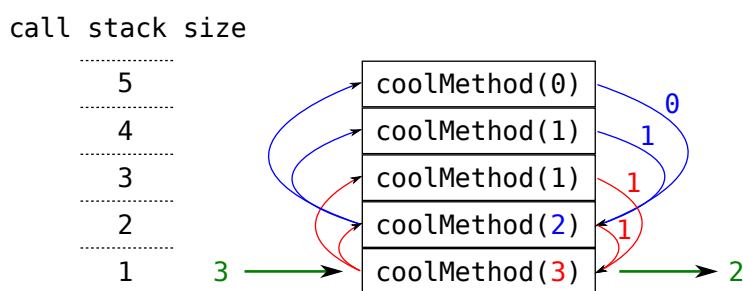 call stack size
5 coolMethod(0) 0
4 coolMethod(1) 1
3 coolMethod(1) 1
2 coolMethod(2) 1
1 3 coolMethod(3) 2